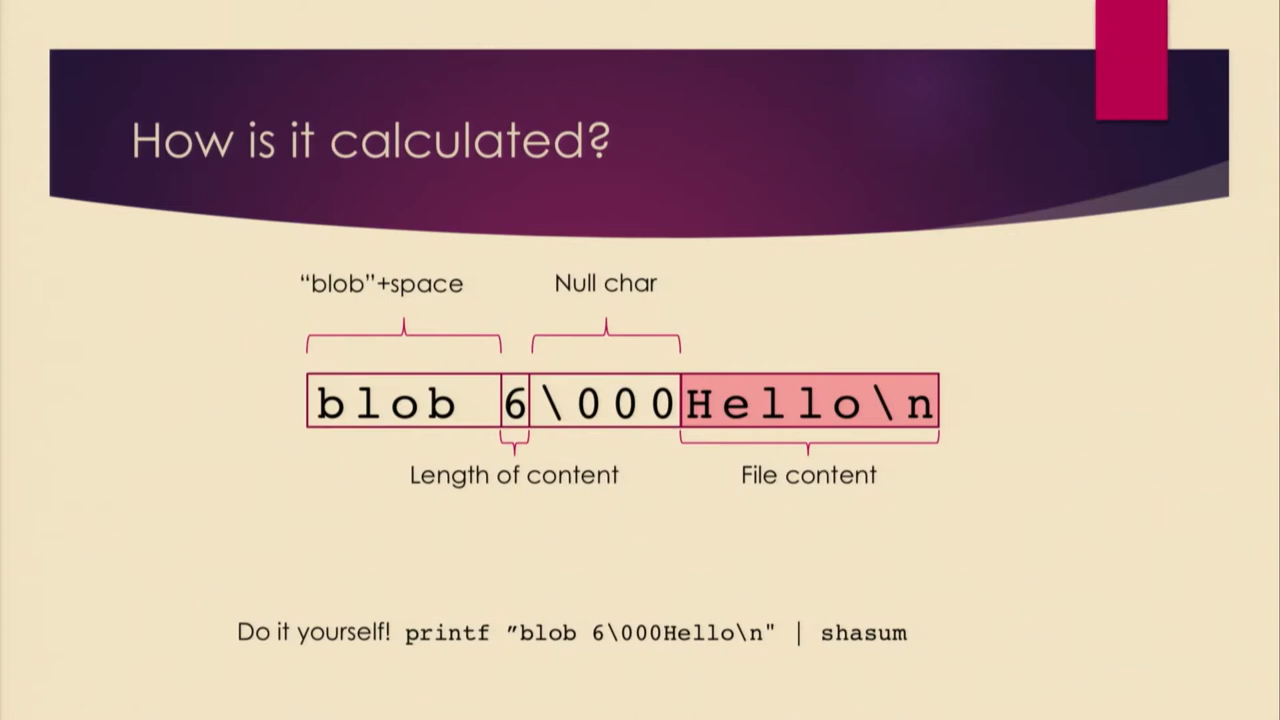 How is it calculated?
“blob”+space Null char
blob 6\000Hello\n
Length of content File content
Do it yourself! printf ”blob 6\000Hello\n" | shasum